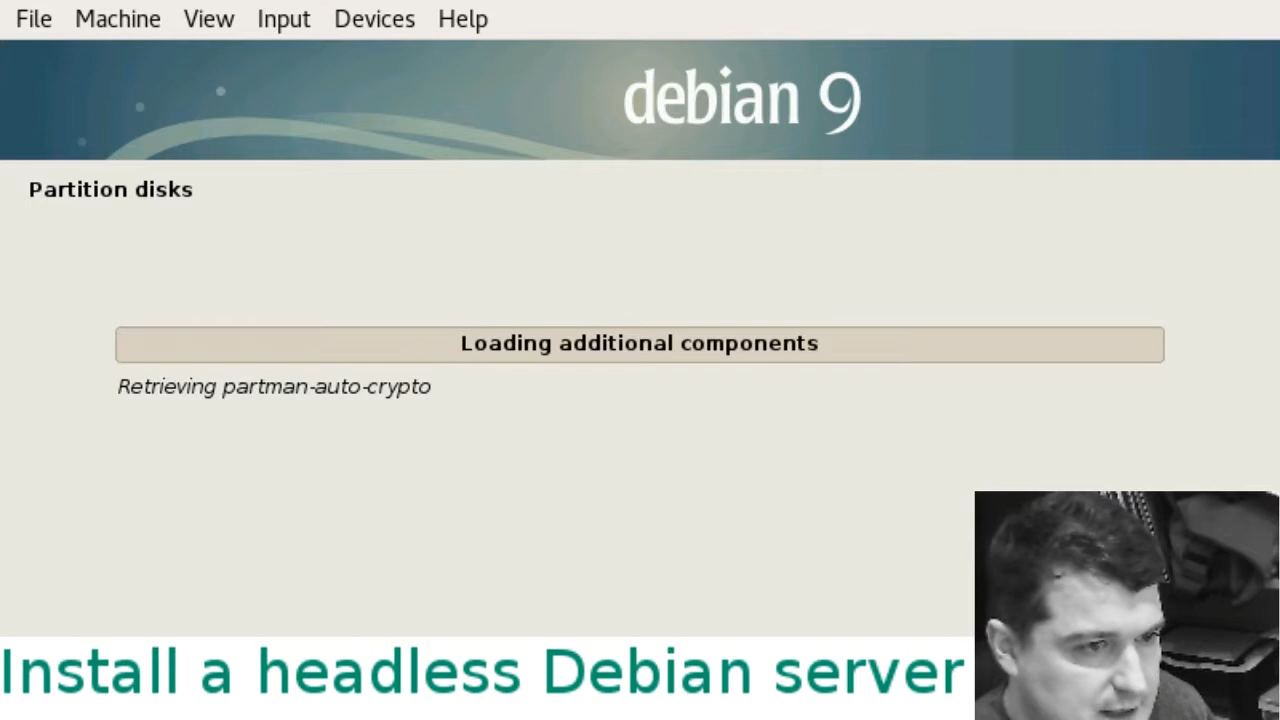 File Machine View Input Devices Help
debian 9
Partition disks
Loading additional components
Retrieving partman-auto-crypto
Install a headless Debian server